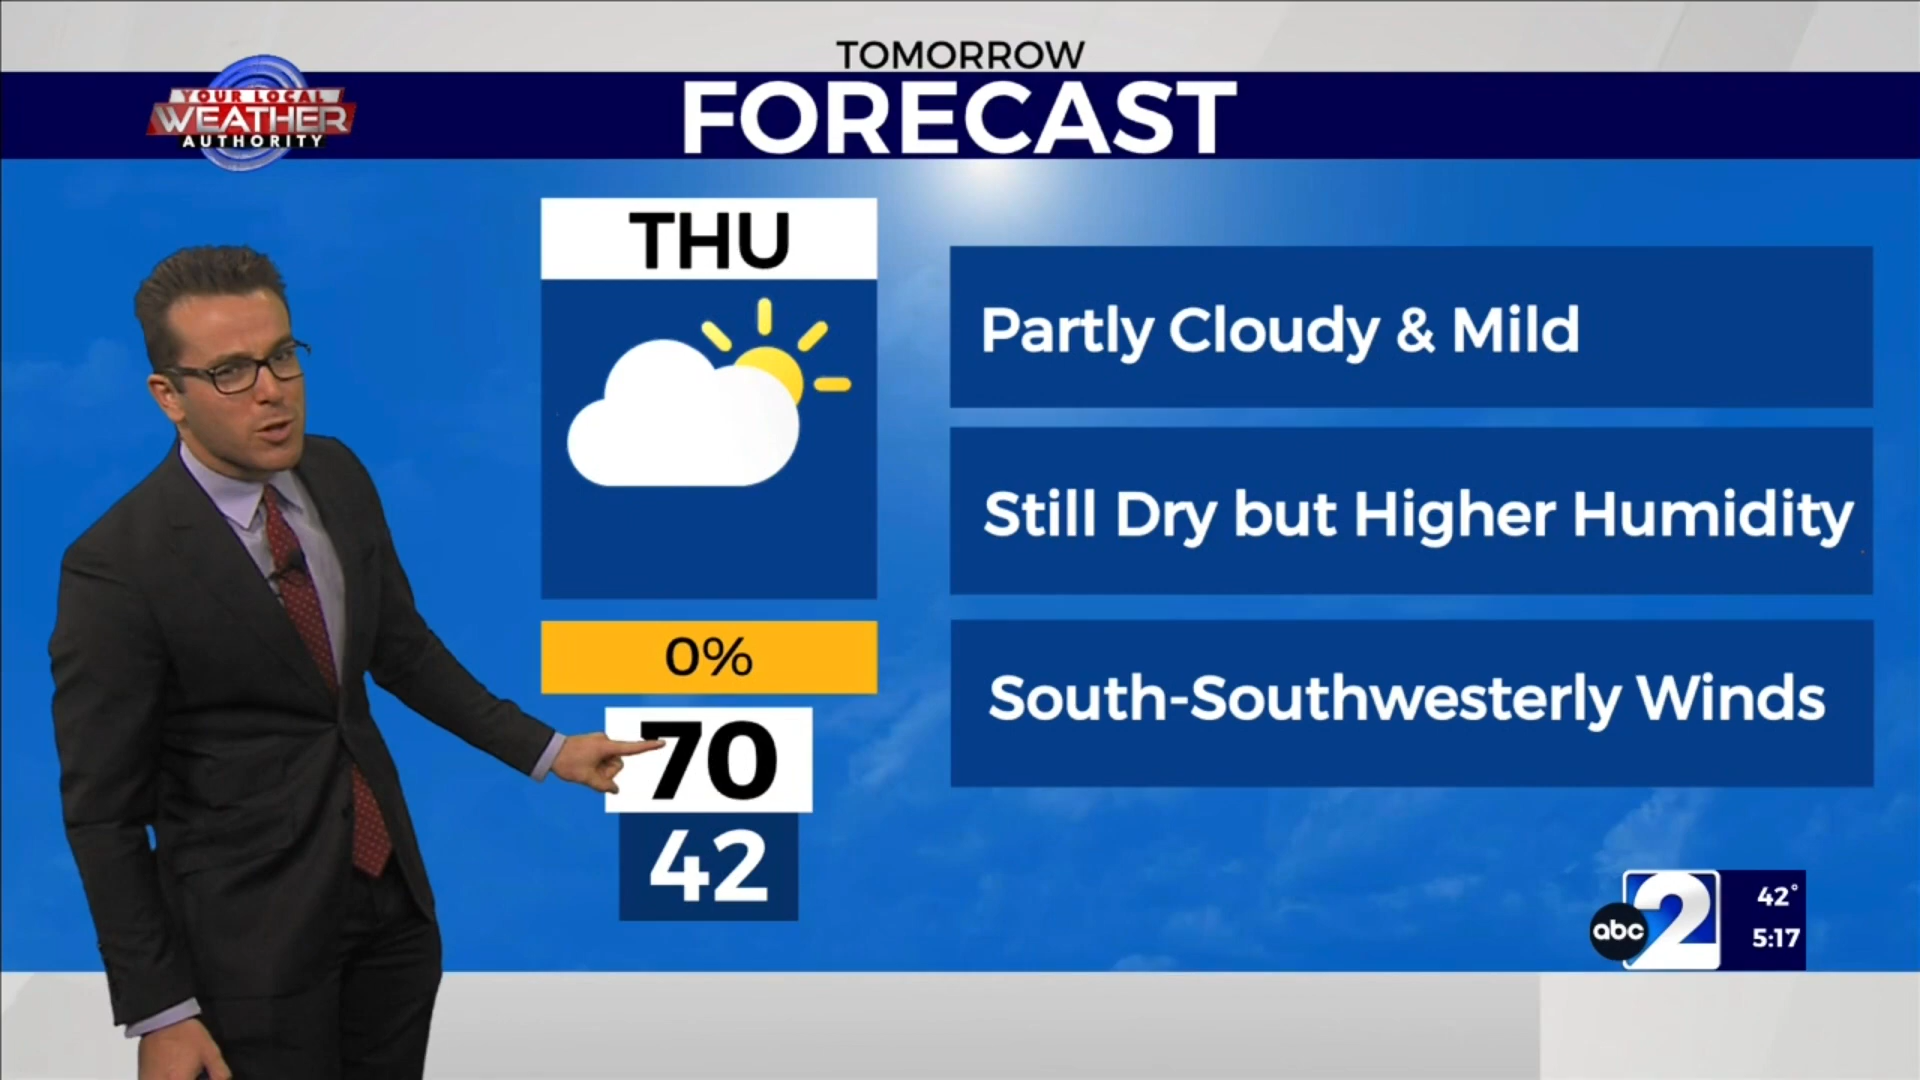 TOMORROW
FORECAST
YOUR LOCAL
WEATHER
AUTHORITY
THU
0%
70
42
Partly Cloudy & Mild
Still Dry but Higher Humidity
South-Southwesterly Winds
abc 2
42°
5:17